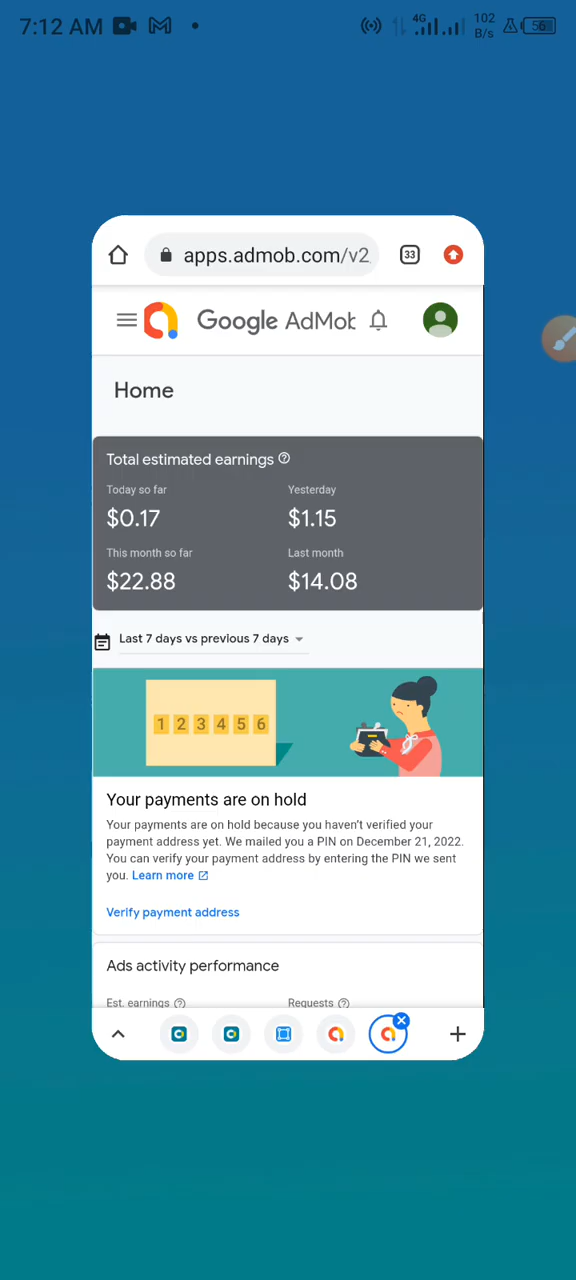 7:12 AM
4G
102
B/s
56
apps.admob.com/v2
33
Google AdMob
Home
Total estimated earnings
Today so far
Yesterday
$0.17
$1.15
This month so far
Last month
$22.88
$14.08
Last 7 days vs previous 7 days
1 2 3 4 5 6
Your payments are on hold
Your payments are on hold because you haven't verified your
payment address yet. We mailed you a PIN on December 21, 2022.
You can verify your payment address by entering the PIN we sent
you. Learn more
Verify payment address
Ads activity performance
Est. earnings
Requests